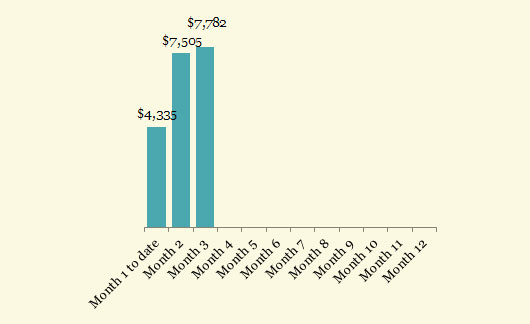 $7,782
$7,505
$4,335
Month 1 to date
Month 2
Month 3
Month 4
Month 5
Month 6
Month 7
Month 8
Month 9
Month 10
Month 11
Month 12